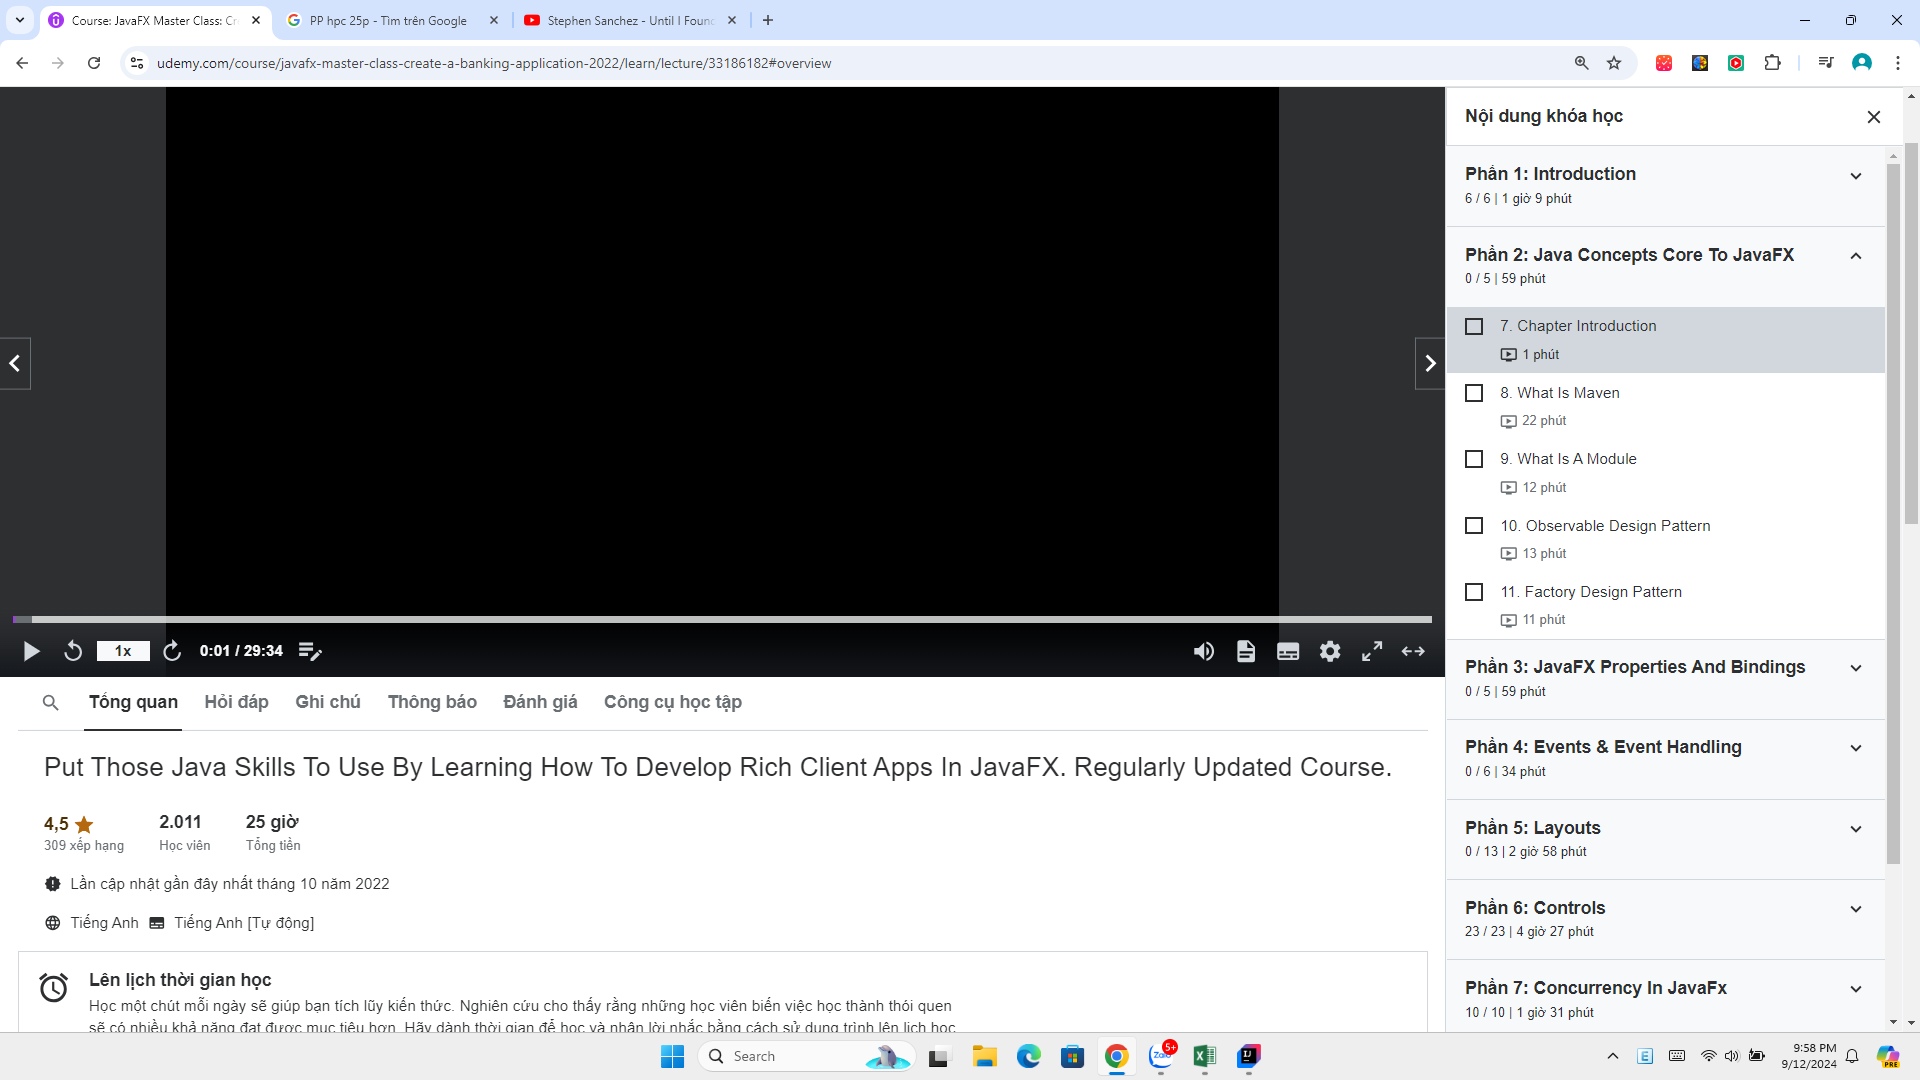 Course: JavaFX Master Class: Cr
PP hpc 25p - Tìm trên Google
Stephen Sanchez - Until I Found
udemy.com/course/javafx-master-class-create-a-banking-application-2022/learn/lecture/33186182#overview
Nội dung khóa học
Phần 1: Introduction
6 / 6 | 1 giờ 9 phút
Phần 2: Java Concepts Core To JavaFX
0 / 5 | 59 phút
7. Chapter Introduction
1 phút
8. What Is Maven
22 phút
9. What Is A Module
12 phút
10. Observable Design Pattern
13 phút
11. Factory Design Pattern
11 phút
Phần 3: JavaFX Properties And Bindings
0 / 5 | 59 phút
Phần 4: Events & Event Handling
0 / 6 | 34 phút
Phần 5: Layouts
0 / 13 | 2 giờ 58 phút
Phần 6: Controls
23 / 23 | 4 giờ 27 phút
Phần 7: Concurrency In JavaFx
10 / 10 | 1 giờ 31 phút
1x
0:01 / 29:34
Tổng quan
Hỏi đáp
Ghi chú
Thông báo
Đánh giá
Công cụ học tập
Put Those Java Skills To Use By Learning How To Develop Rich Client Apps In JavaFX. Regularly Updated Course.
4,5
309 xếp hạng
2.011
Học viên
25 giờ
Tổng tiền
Lần cập nhật gần đây nhất tháng 10 năm 2022
Tiếng Anh
Tiếng Anh [Tự động]
Lên lịch thời gian học
Học một chút mỗi ngày sẽ giúp bạn tích lũy kiến thức. Nghiên cứu cho thấy rằng những học viên biến việc học thành thói quen
sẽ có nhiều khả năng đạt được mục tiêu hơn. Hãy dành thời gian để học và nhận lời nhắc bằng cách sử dụng trình lên lịch học
Search
Zalo
5+
E
PRE
9:58 PM
9/12/2024